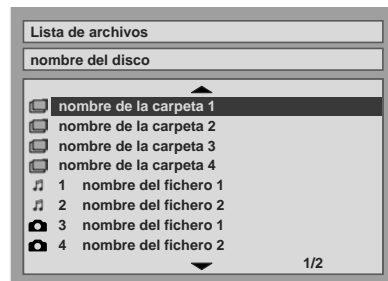 Lista de archivos
nombre del disco
nombre de la carpeta 1
nombre de la carpeta 2
nombre de la carpeta 3
nombre de la carpeta 4
1 nombre del fichero 1
2 nombre del fichero 2
3 nombre del fichero 1
4 nombre del fichero 2
1/2